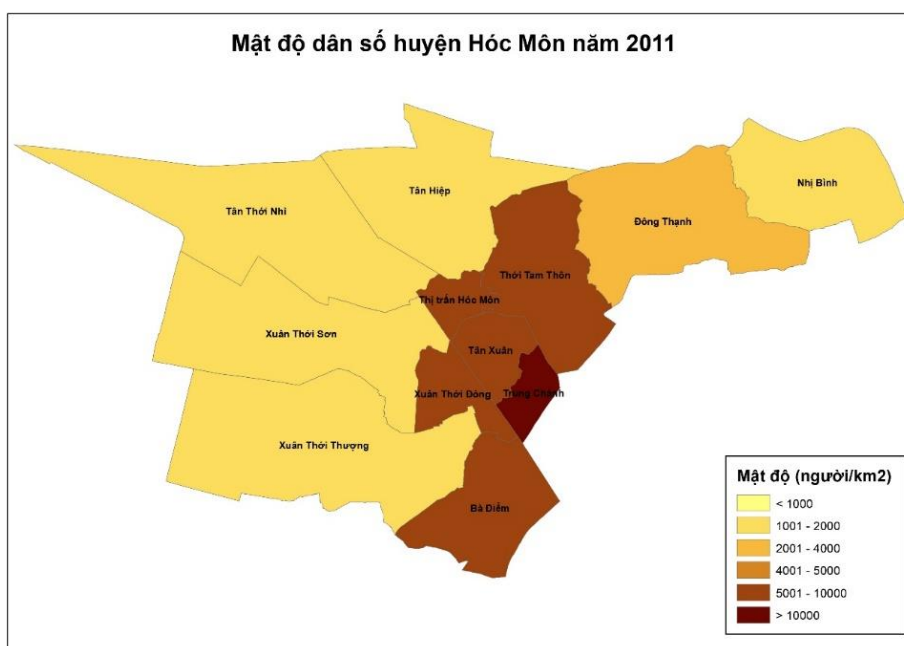 Mật độ dân số huyện Hóc Môn năm 2011
Tân Hiệp
Nhị Bình
Tân Thới Nhì
Đông Thạnh
Thới Tam Thôn
Thị trấn Hóc Môn
Xuân Thới Sơn
Tân Xuân
Xuân Thới Đông
Trung Chánh
Xuân Thới Thượng
Bà Điểm
Mật độ (người/km2)
< 1000
1001 - 2000
2001 - 4000
4001 - 5000
5001 - 10000
> 10000